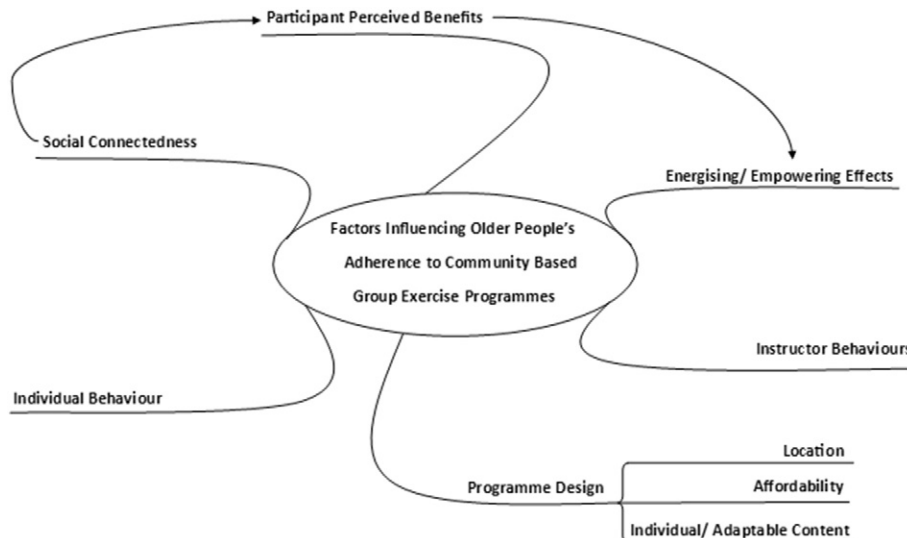 Participant Perceived Benefits
Social Connectedness
Energising/ Empowering Effects
Factors Influencing Older People's
Adherence to Community Based
Group Exercise Programmes
Instructor Behaviours
Individual Behaviour
Location
Programme Design
Affordability
Individual/ Adaptable Content